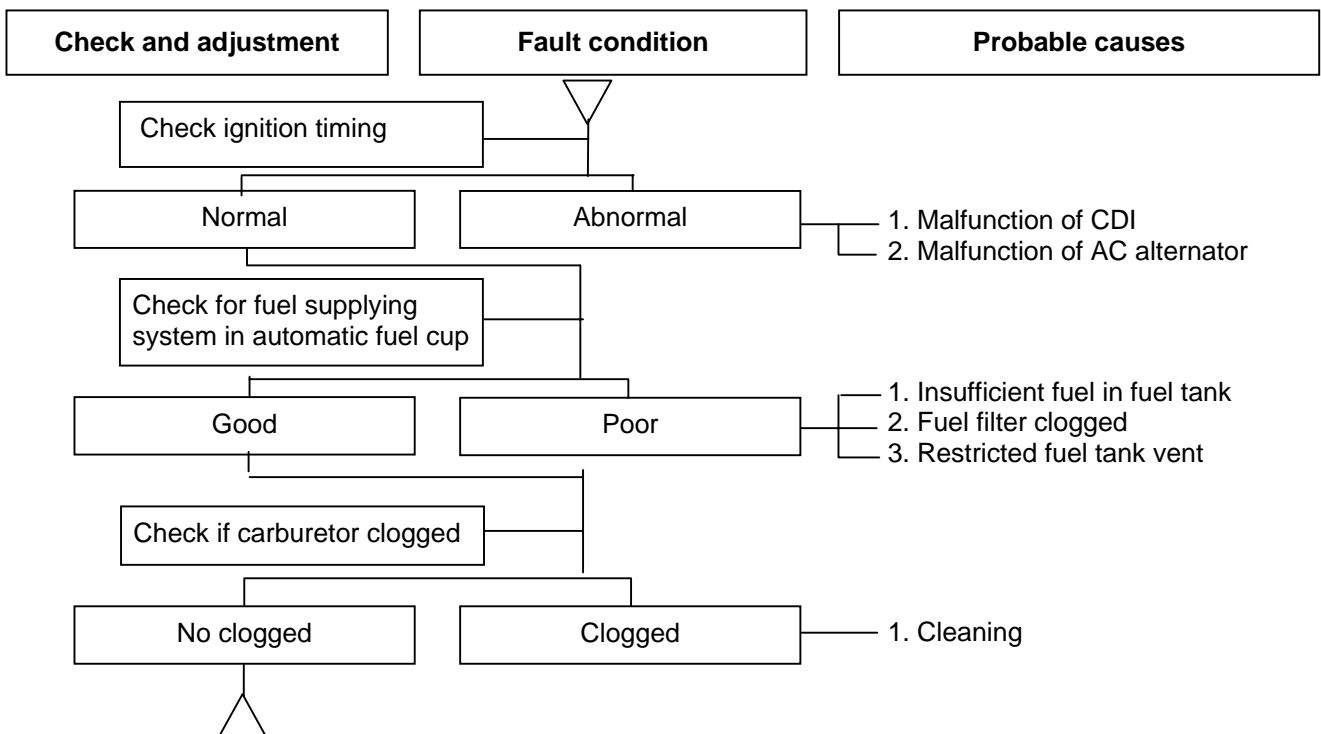 Check and adjustment
Fault condition
Probable causes
Check ignition timing
Normal
Abnormal
1. Malfunction of CDI
2. Malfunction of AC alternator
Check for fuel supplying
system in automatic fuel cup
Good
Poor
1. Insufficient fuel in fuel tank
2. Fuel filter clogged
3. Restricted fuel tank vent
Check if carburetor clogged
No clogged
Clogged
1. Cleaning